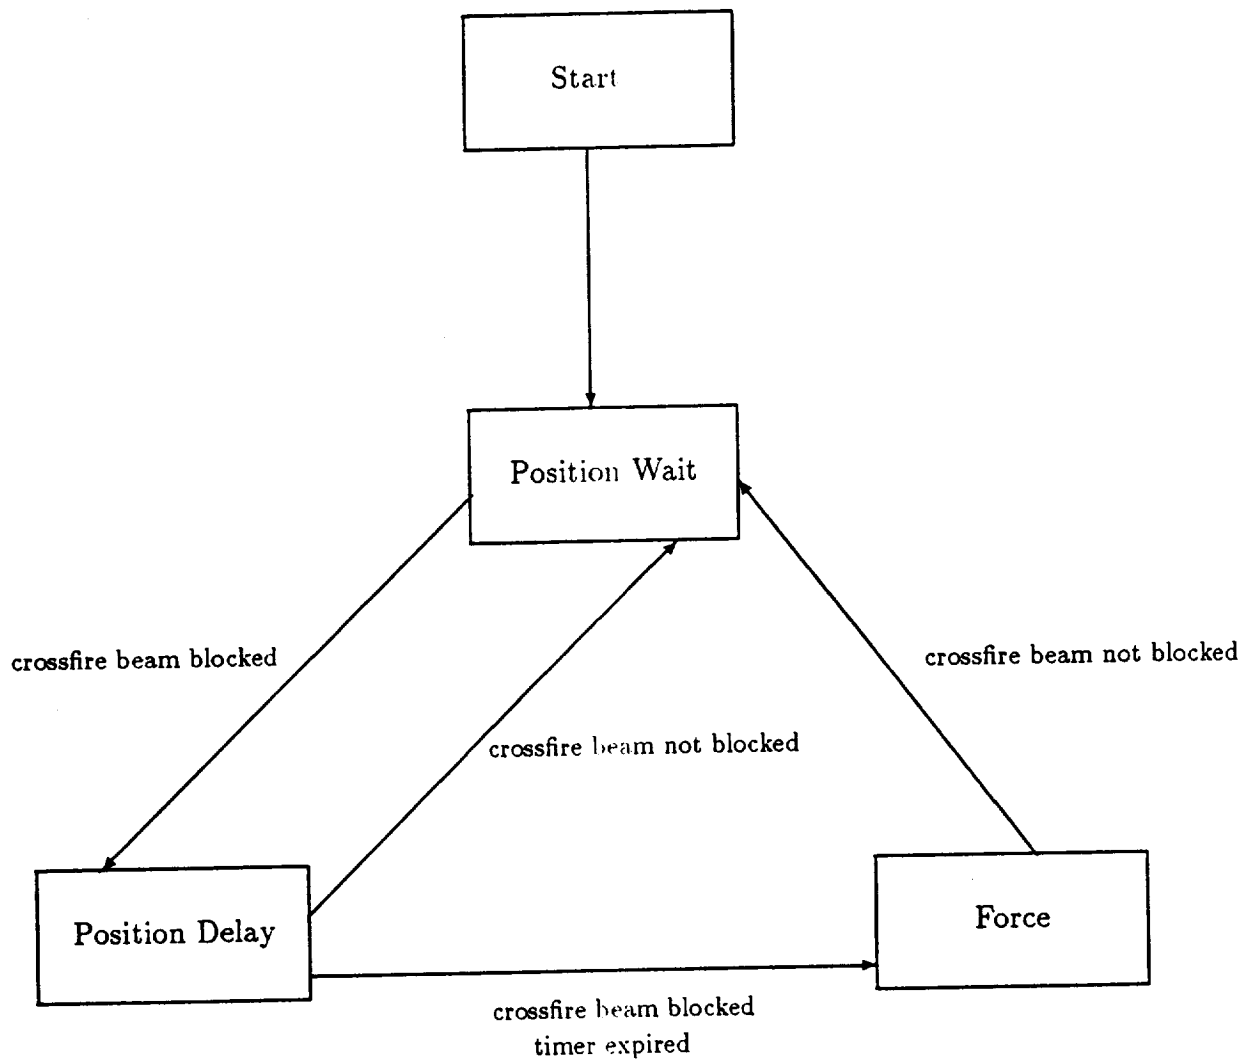 Start
Position Wait
crossfire beam blocked
crossfire beam not blocked
crossfire beam not blocked
Position Delay
Force
crossfire beam blocked
timer expired